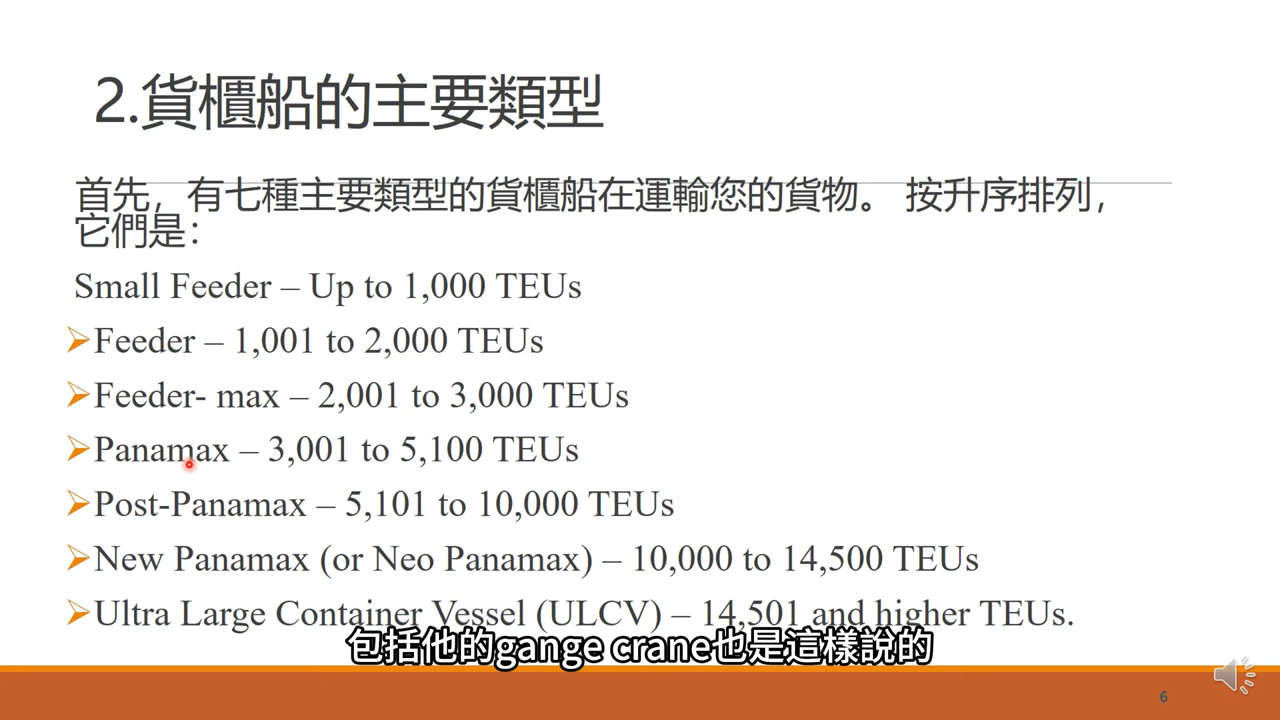 2.貨櫃船的主要類型
首先，有七種主要類型的貨櫃船在運輸您的貨物。 按升序排列，
它們是：
Small Feeder – Up to 1,000 TEUs
Feeder – 1,001 to 2,000 TEUs
Feeder- max – 2,001 to 3,000 TEUs
Panamax – 3,001 to 5,100 TEUs
Post-Panamax – 5,101 to 10,000 TEUs
New Panamax (or Neo Panamax) – 10,000 to 14,500 TEUs
Ultra Large Container Vessel (ULCV) – 14,501 and higher TEUs.
包括他的gange crane也是這樣說的
6